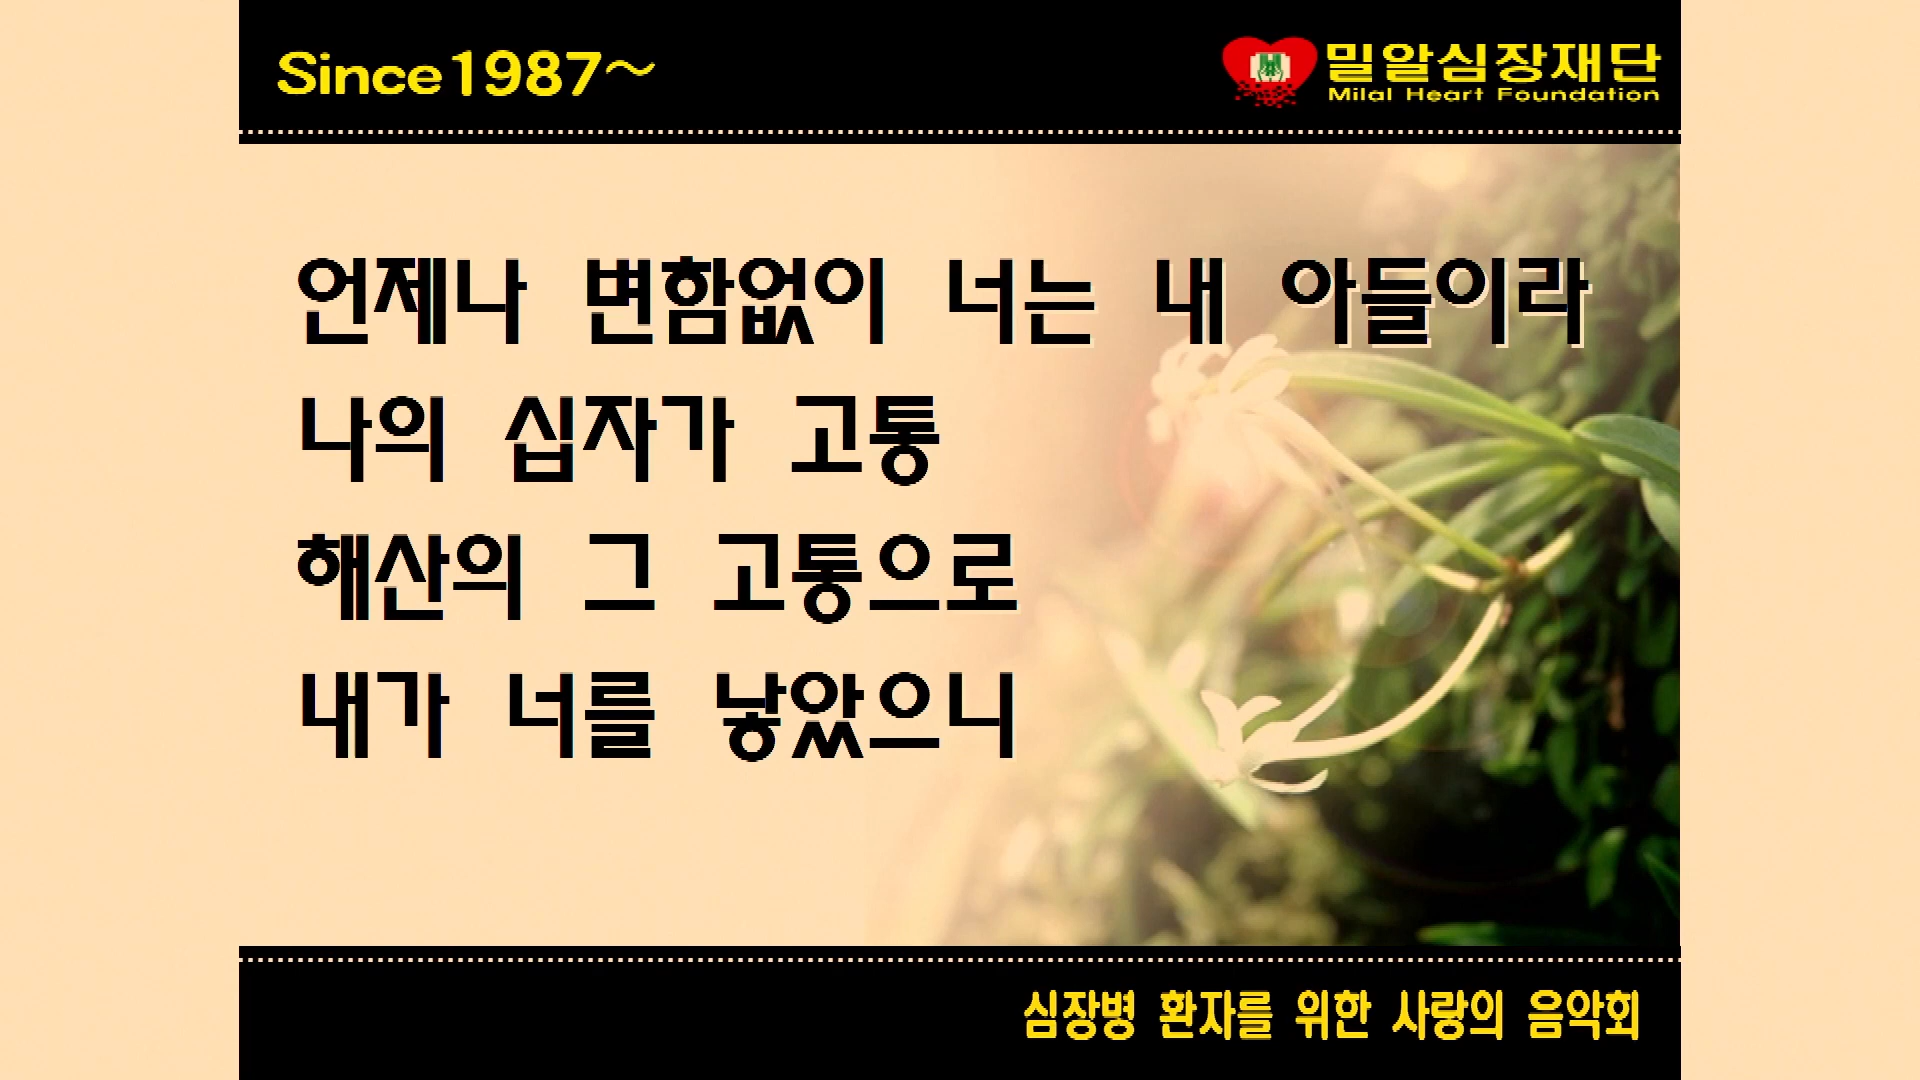 Since1987~
밀알심장재단
Milal Heart Foundation
언제나 변함없이 너는 내 아들이라
나의 십자가 고통
해산의 그 고통으로
내가 너를 낳았으니
심장병 환자를 위한 사랑의 음악회